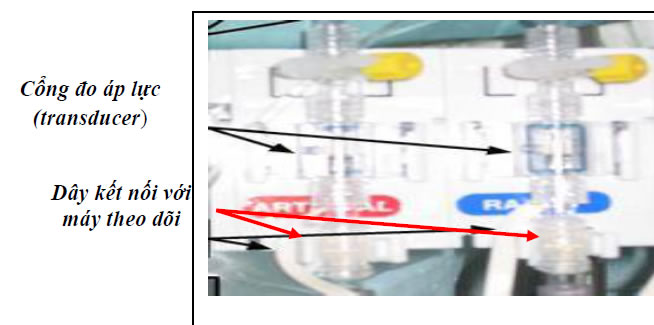 Cổng đo áp lực
(transducer)
Dây kết nối với
máy theo dõi